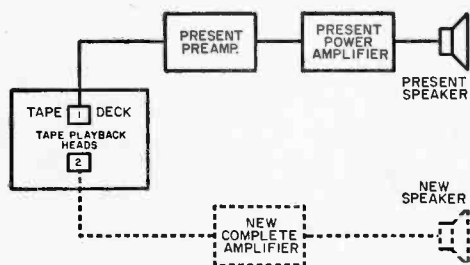 PRESENT
PREAMP.
PRESENT
POWER
AMPLIFIER
PRESENT
SPEAKER
TAPE 1 DECK
TAPE PLAYBACK
HEADS
2
NEW
SPEAKER
NEW
COMPLETE
AMPLIFIER